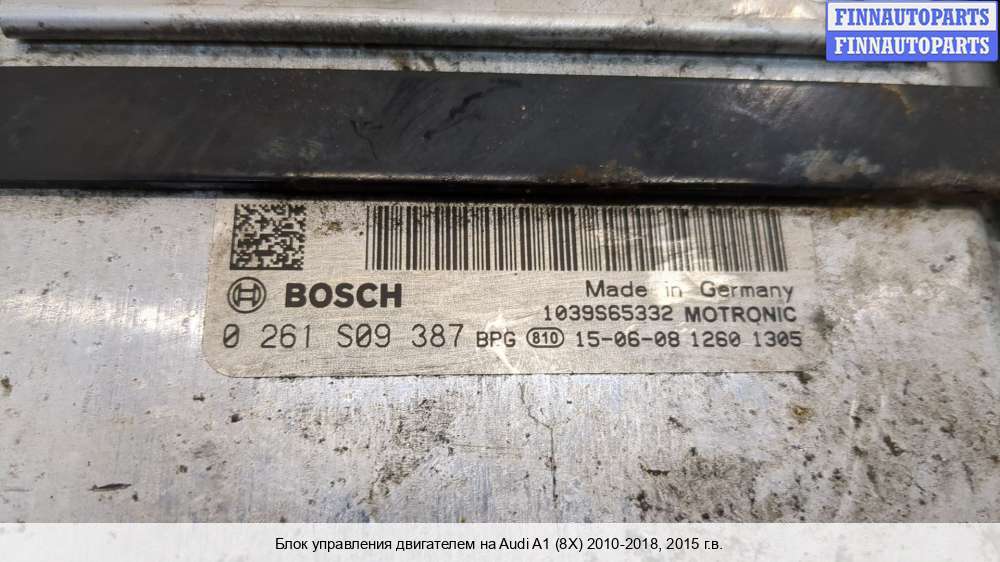 FINNAUTOPARTS
FINNAUTOPARTS
BOSCH
Made in Germany
1039S65332 MOTRONIC
0 261 S09 387 BPG 810 15-06-08 1260 1305
Блок управления двигателем на Audi A1 (8X) 2010-2018, 2015 г.в.